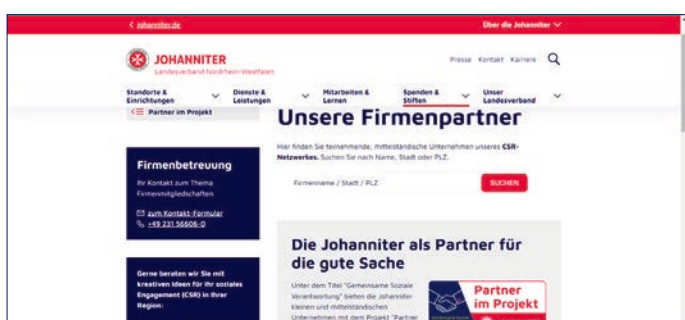 johanniter.de
Über die Johanniter
JOHANNITER
Landesverband Nordrhein-Westfalen
Presse Kontakt Karriere
Standorte & Einrichtungen
Dienste & Leistungen
Mitarbeiten & Lernen
Spenden & Stiften
Unser Landesverband
Partner im Projekt
Unsere Firmenpartner
Hier finden Sie teilnehmende, mittelständische Unternehmen unseres CSR-
Netzwerkes. Suchen Sie nach Name, Stadt oder PLZ.
Firmenname / Stadt / PLZ
SUCHEN
Firmenbetreuung
Ihr Kontakt zum Thema
Firmenmitgliedschaften
zum Kontakt-Formular
+49 231 56606-0
Die Johanniter als Partner für
die gute Sache
Gerne beraten wir Sie mit
kreativen Ideen für Ihr soziales
Engagement (CSR) in Ihrer
Region:
Unter dem Titel "Gemeinsame Soziale
Verantwortung" bieten die Johanniter
kleinen und mittelständischen
Unternehmen mit dem Projekt "Partner
Partner
im Projekt